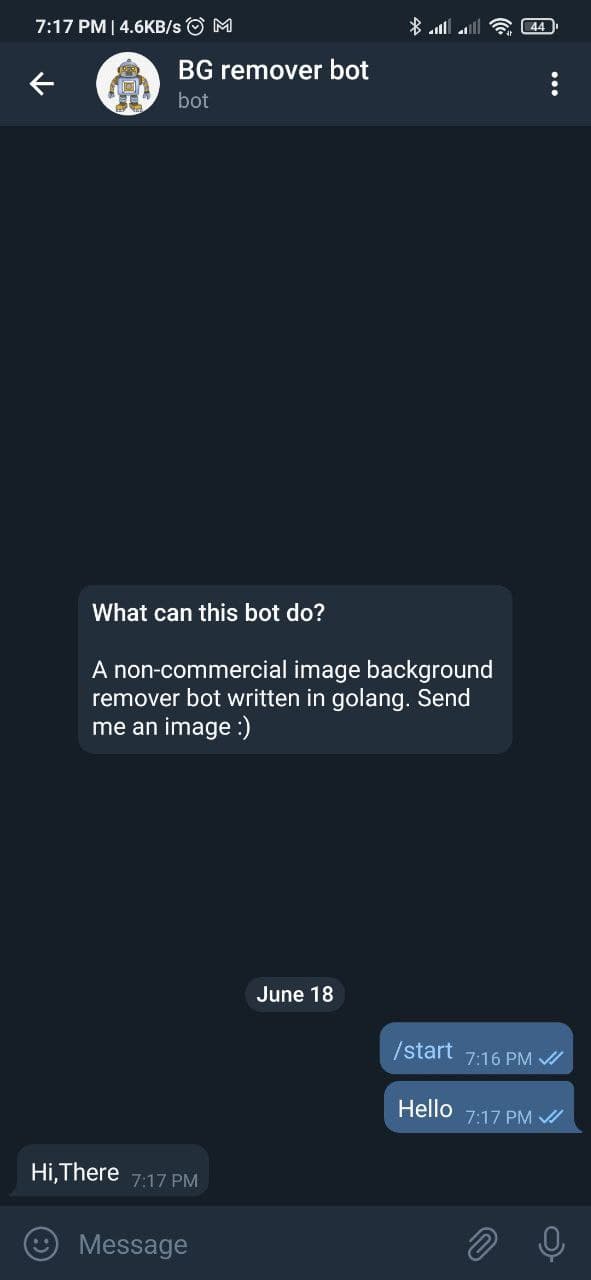 7:17 PM | 4.6KB/s
44
BG remover bot
bot
What can this bot do?
A non-commercial image background
remover bot written in golang. Send
me an image :)
June 18
/start 7:16 PM
Hello 7:17 PM
Hi,There 7:17 PM
Message